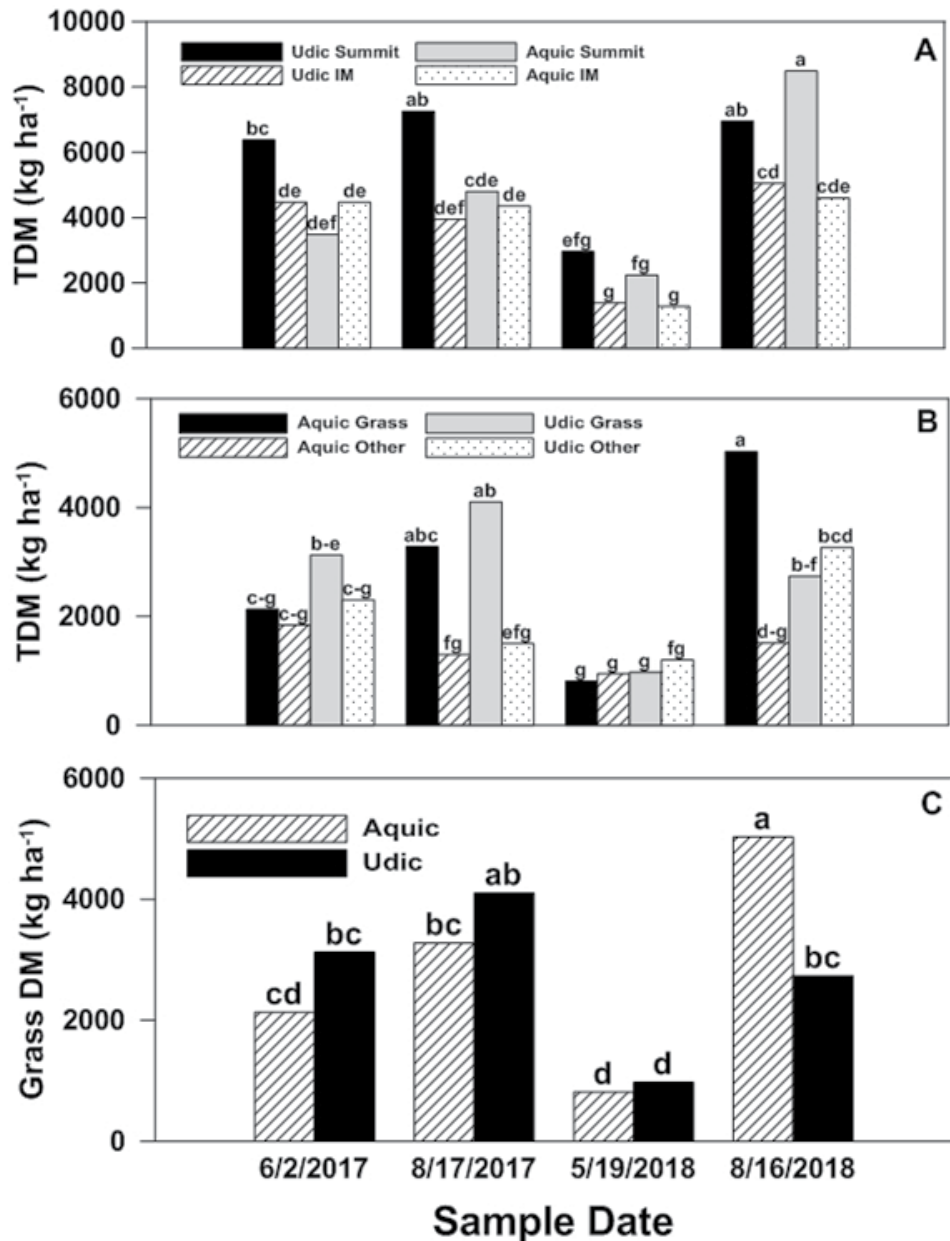 10000
8000
6000
4000
2000
0
TDM (kg ha⁻¹)
A
Udic Summit Aquic Summit
Udic IM Aquic IM
bc de def de
ab def cde de
efg g fg g
ab cd a cde
6000
4000
2000
0
TDM (kg ha⁻¹)
B
Aquic Grass Udic Grass
Aquic Other Udic Other
c-g c-g b-e c-g
abc fg ab efg
g g g fg
a d-g b-f bcd
6000
4000
2000
0
Grass DM (kg ha⁻¹)
C
Aquic
Udic
cd bc
bc ab
d d
a bc
6/2/2017 8/17/2017 5/19/2018 8/16/2018
Sample Date